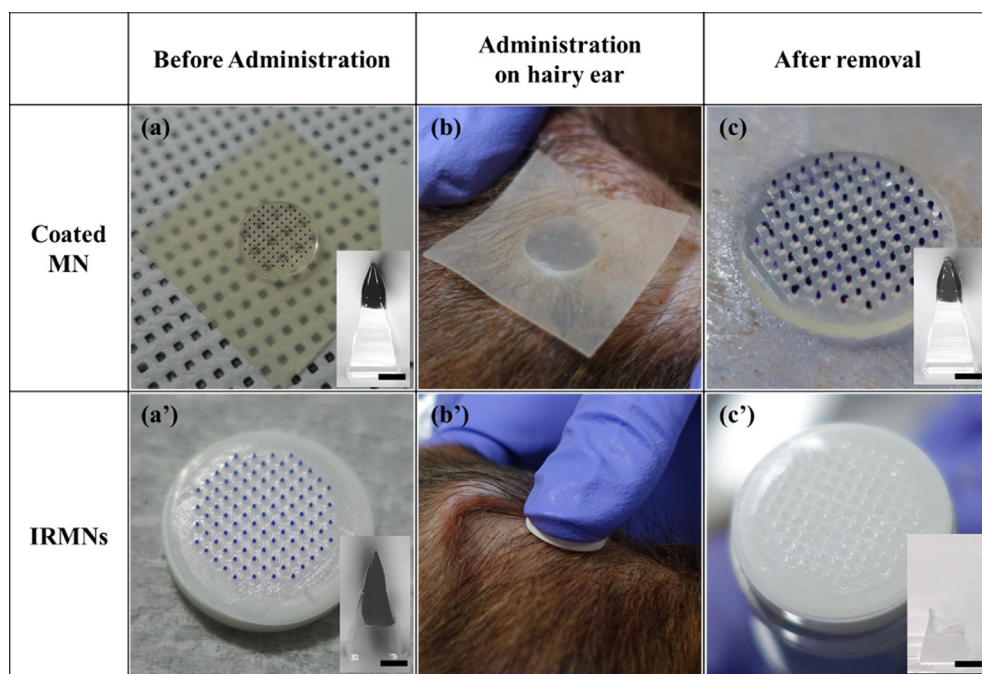 Before Administration
Administration
on hairy ear
After removal
Coated
MN
(a)
(b)
(c)
IRMNs
(a')
(b')
(c')